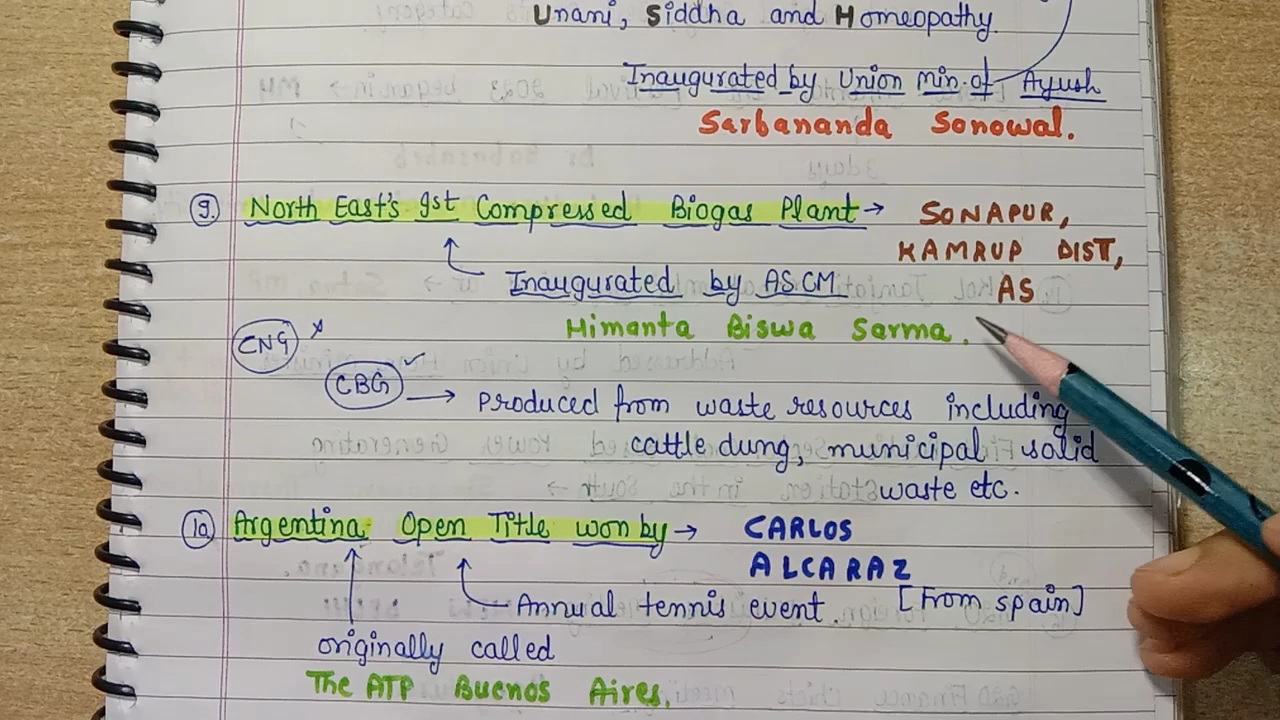 Unani, Siddha and Homeopathy.
Inaugurated by Union Min. of Ayush
Sarbananda Sonowal.
9. North East's 1st Compressed Biogas Plant → SONAPUR,
KAMRUP DIST,
Inaugurated by AS CM AS
Himanta Biswa Sarma.
CNG x
CBG ✓ → Produced from waste resources including
cattle dung, municipal solid
waste etc.
10. Argentina Open Title won by → CARLOS
ALCARAZ
Annual tennis event. [From spain]
originally called
The ATP Buenos Aires.